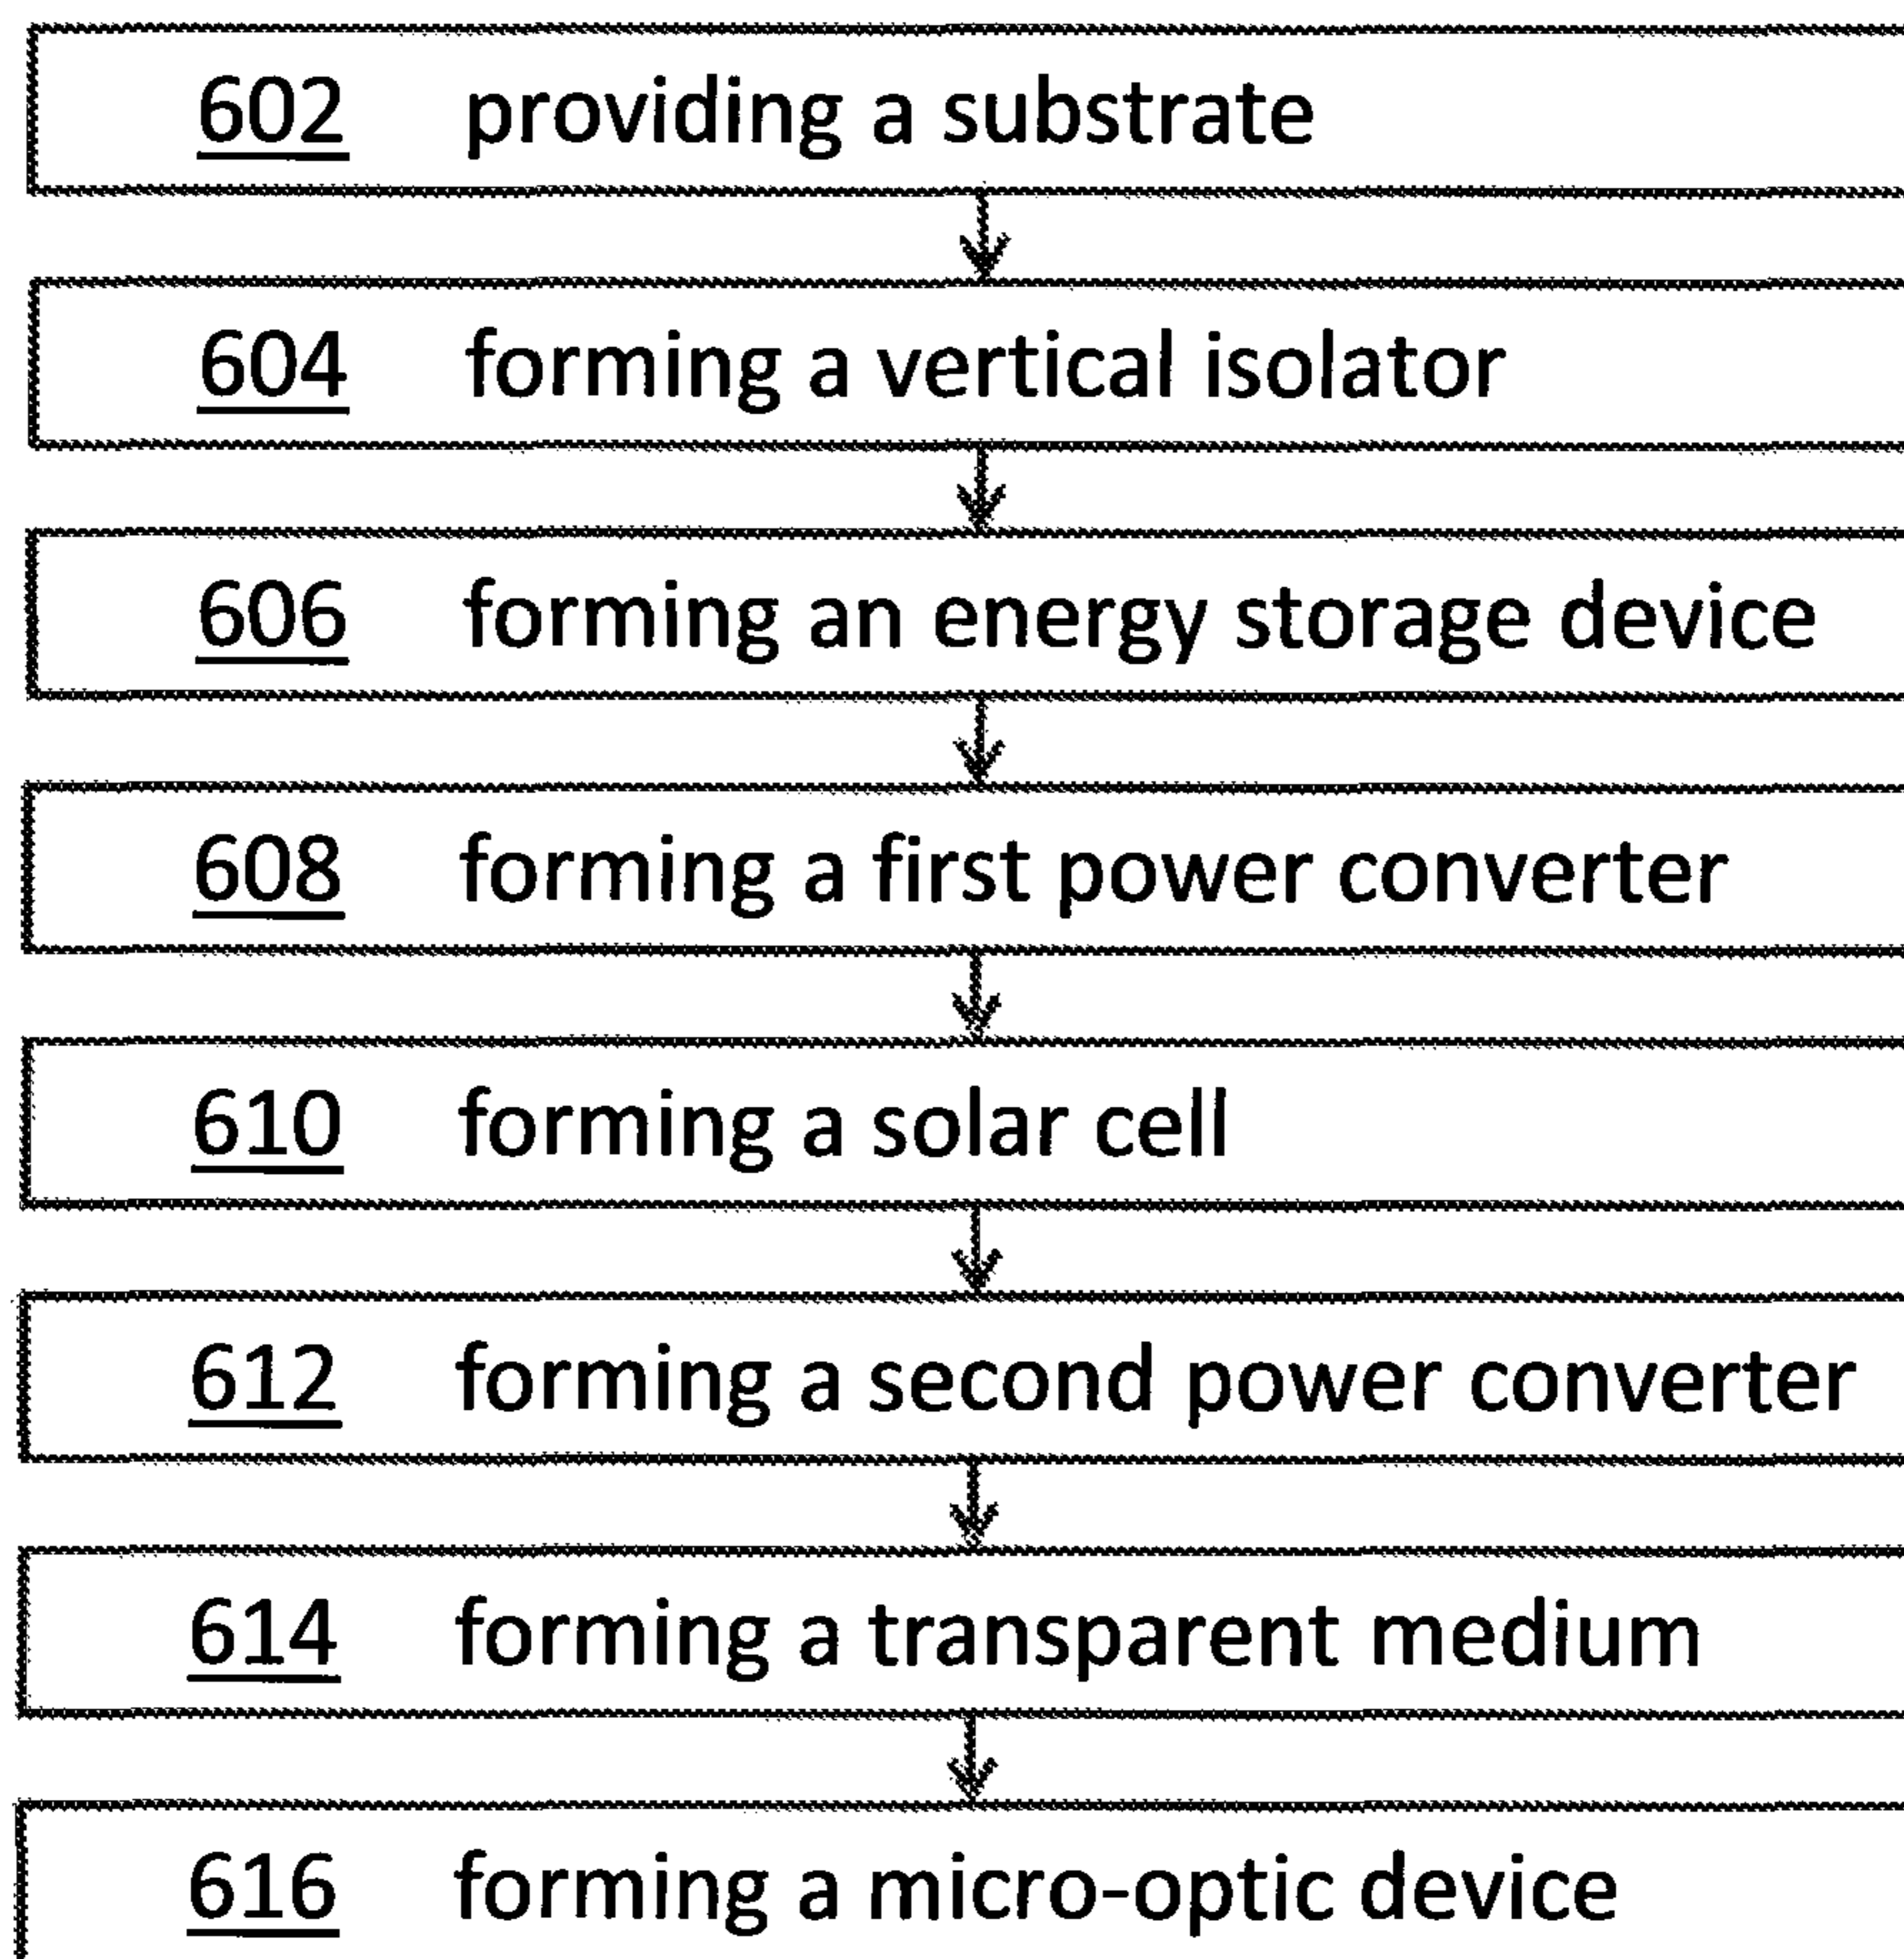 602 providing a substrate
604 forming a vertical isolator
606 forming an energy storage device
608 forming a first power converter
610 forming a solar cell
612 forming a second power converter
614 forming a transparent medium
616 forming a micro-optic device